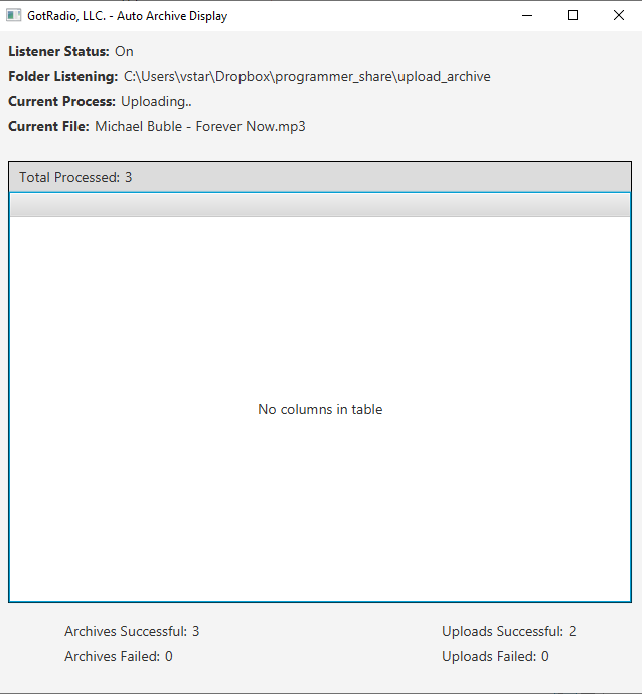 GotRadio, LLC. - Auto Archive Display
Listener Status: On
Folder Listening: C:\Users\vstar\Dropbox\programmer_share\upload_archive
Current Process: Uploading..
Current File: Michael Buble - Forever Now.mp3
Total Processed: 3
No columns in table
Archives Successful: 3
Uploads Successful: 2
Archives Failed: 0
Uploads Failed: 0